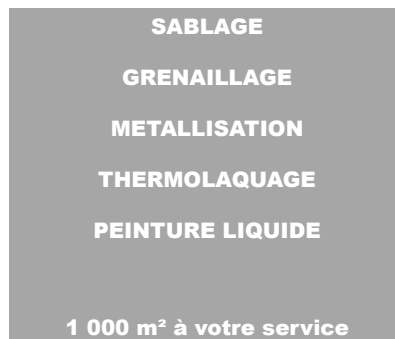 SABLAGE
GRENAILLAGE
METALLISATION
THERMOLAQUAGE
PEINTURE LIQUIDE
1 000 m² à votre service